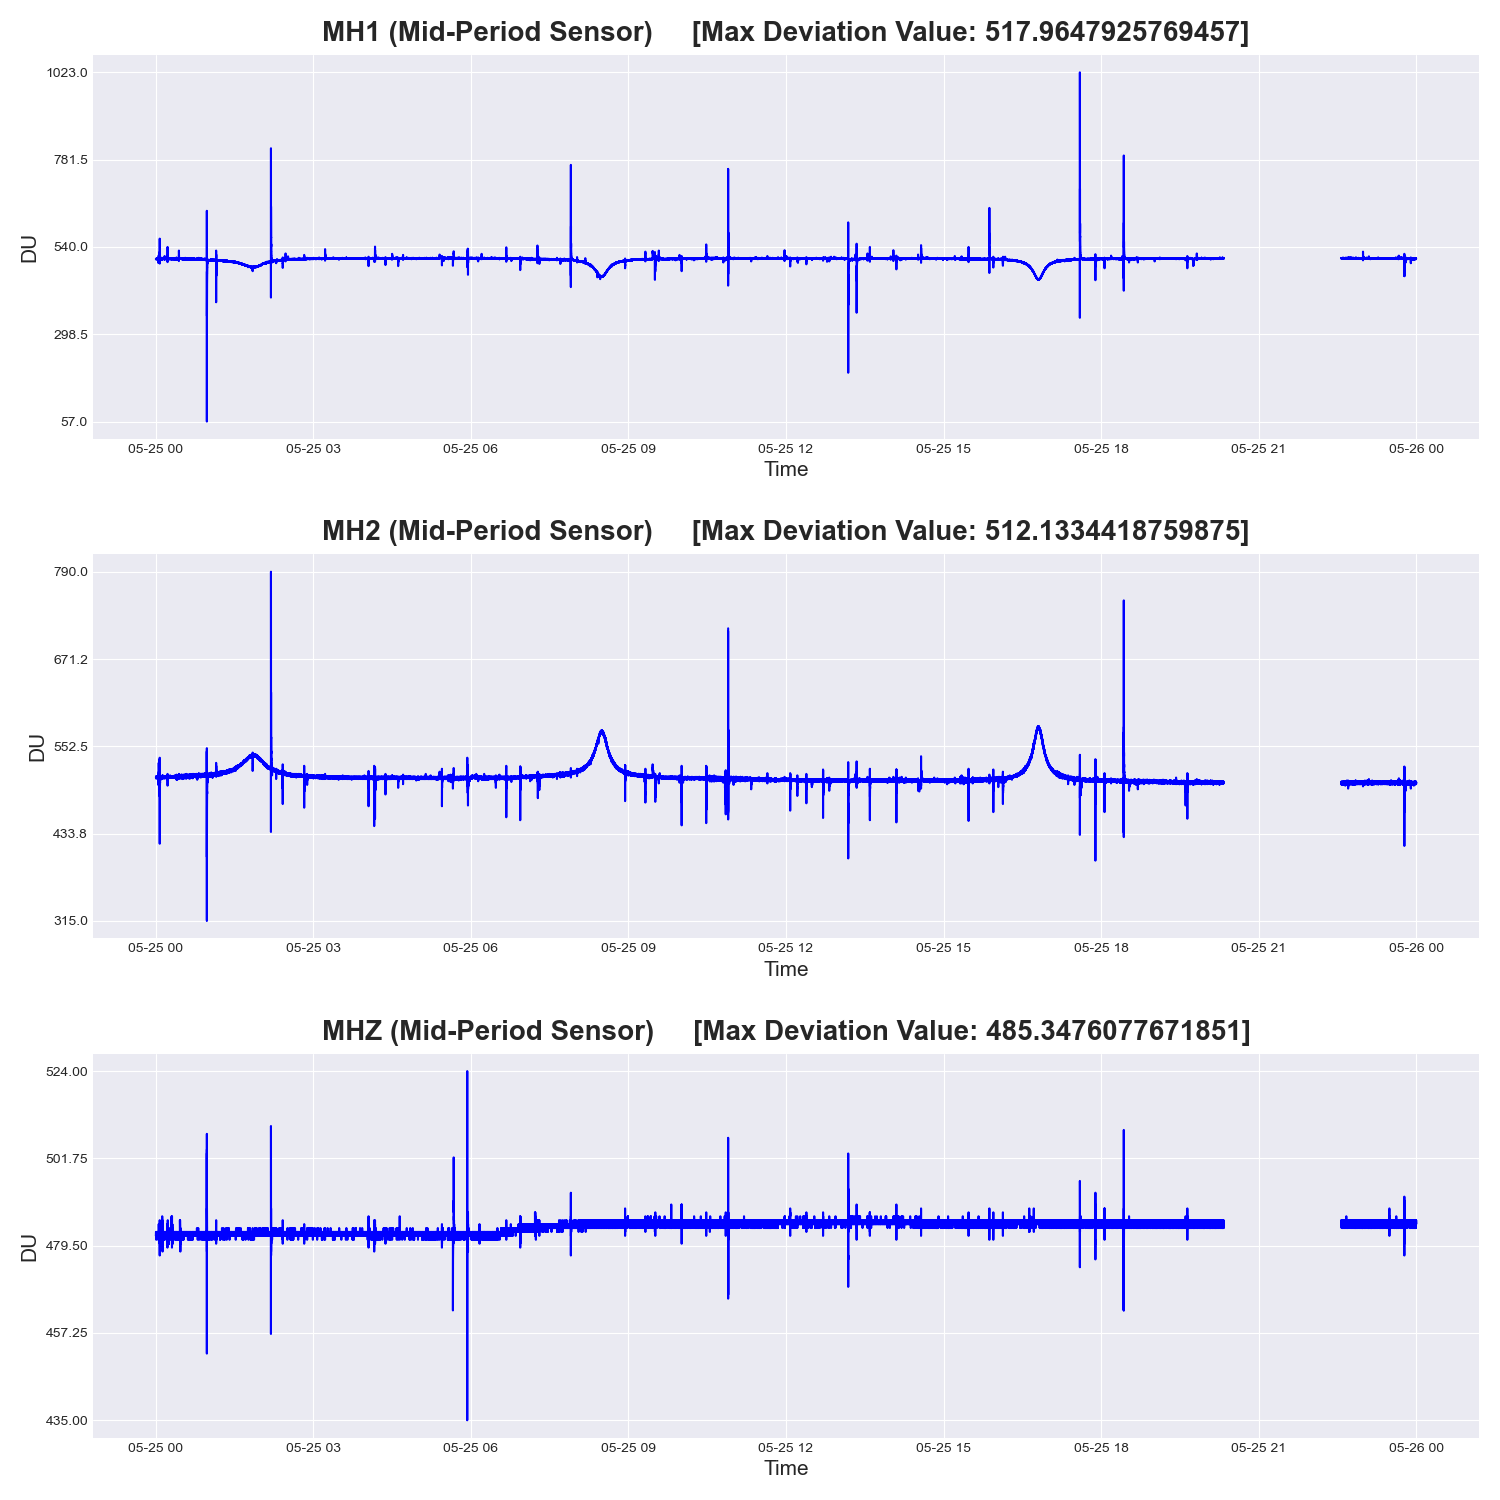 MH1 (Mid-Period Sensor) [Max Deviation Value: 517.9647925769457]
1023.0
781.5
540.0
298.5
57.0
DU
05-25 00 05-25 03 05-25 06 05-25 09 05-25 12 05-25 15 05-25 18 05-25 21 05-26 00
Time
MH2 (Mid-Period Sensor) [Max Deviation Value: 512.1334418759875]
790.0
671.2
552.5
433.8
315.0
DU
05-25 00 05-25 03 05-25 06 05-25 09 05-25 12 05-25 15 05-25 18 05-25 21 05-26 00
Time
MHZ (Mid-Period Sensor) [Max Deviation Value: 485.3476077671851]
524.00
501.75
479.50
457.25
435.00
DU
05-25 00 05-25 03 05-25 06 05-25 09 05-25 12 05-25 15 05-25 18 05-25 21 05-26 00
Time